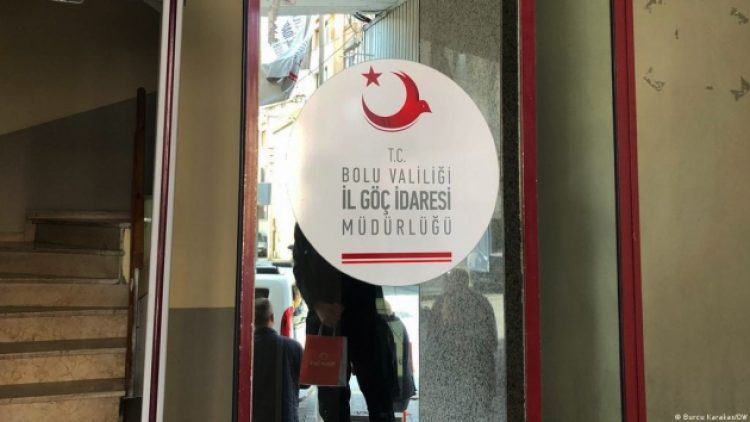 T.C.
BOLU VALİLİĞİ
İL GÖÇ İDARESİ
MÜDÜRLÜĞÜ
Burcu Karakas/DW